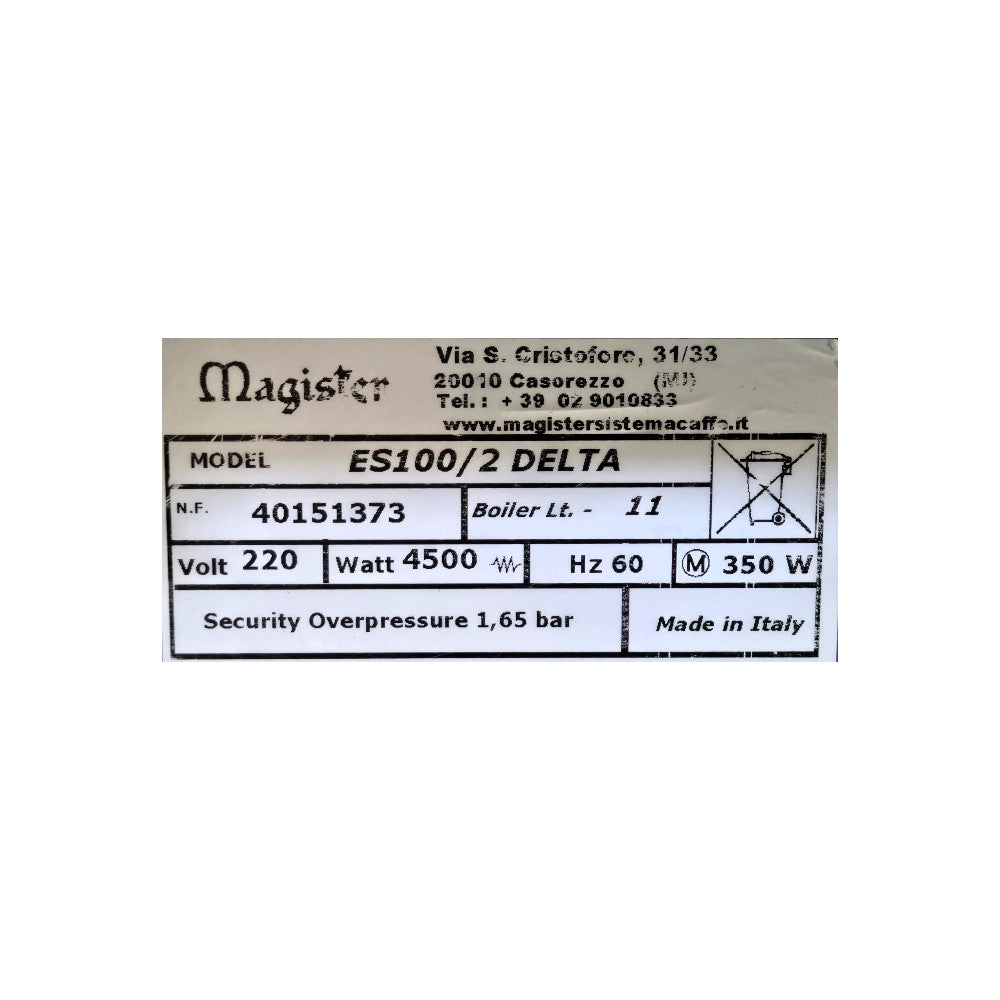 Magister
Via S. Cristoforo, 31/33
20010 Casorezzo (MI)
Tel.: + 39 02 9010833
www.magistersistemacaffe.it
MODEL ES100/2 DELTA
N.F. 40151373 Boiler Lt. - 11
Volt 220 Watt 4500 Hz 60 M 350 W
Security Overpressure 1,65 bar Made in Italy